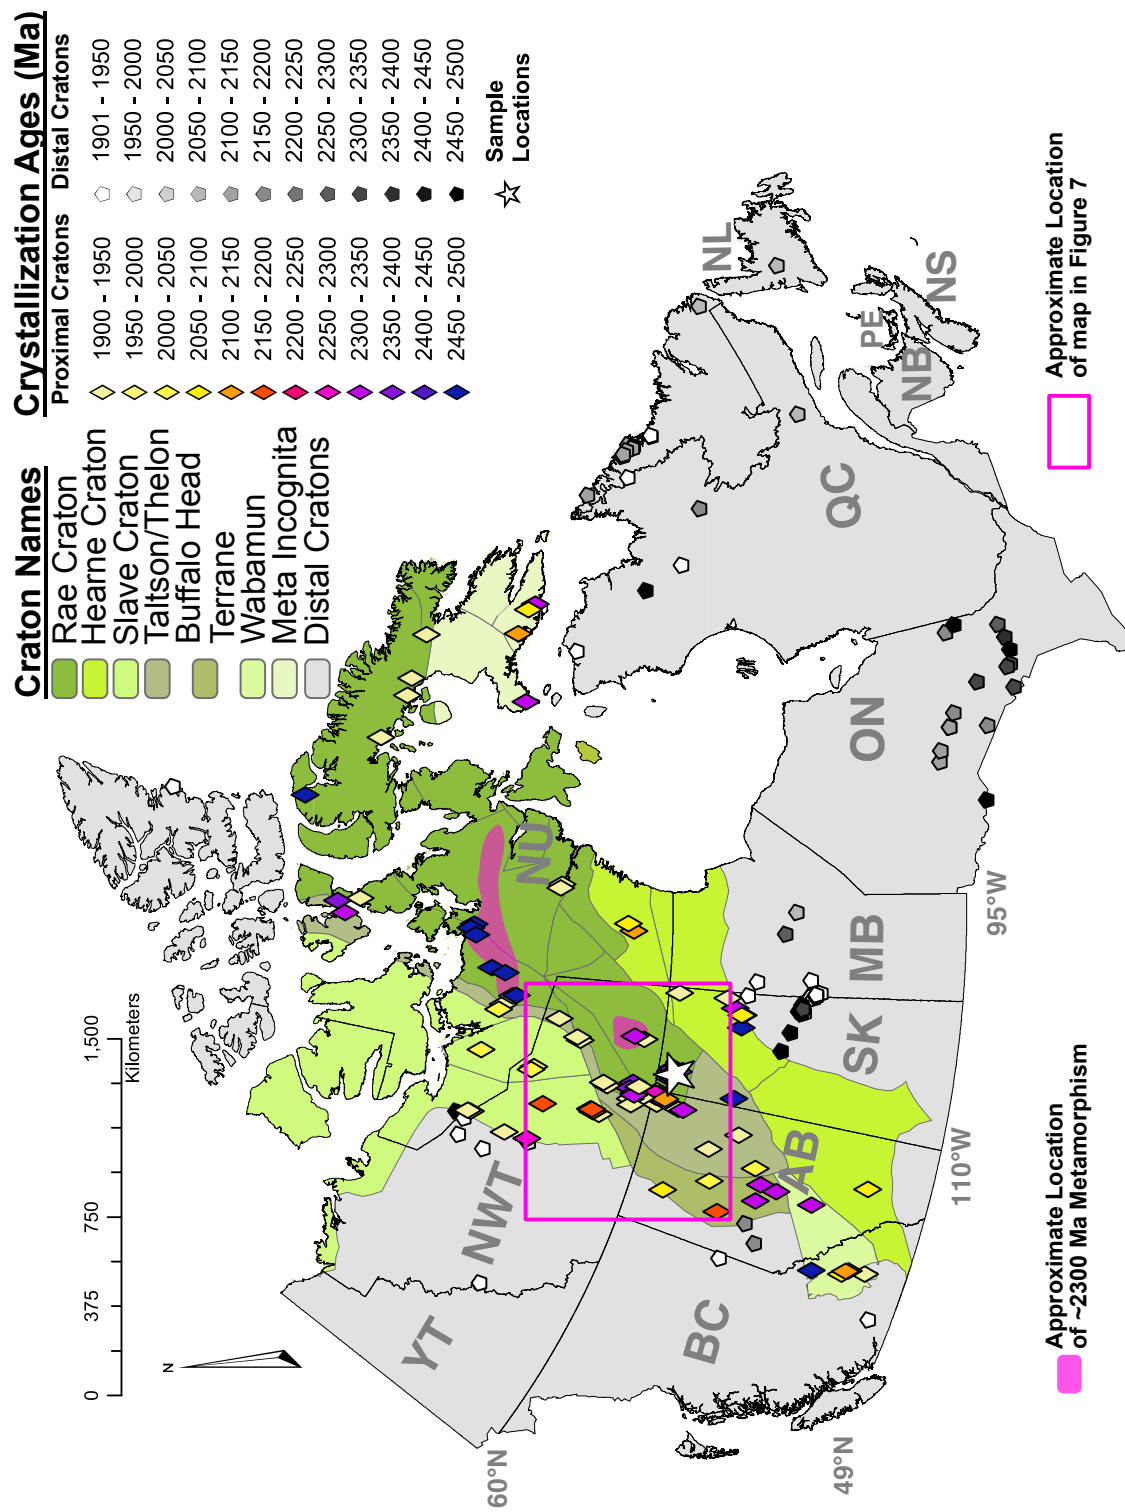 Craton Names
Rae Craton
Hearne Craton
Slave Craton
Taltson/Thelon
Buffalo Head
Terrane
Wabamun
Meta Incognita
Distal Cratons
Crystallization Ages (Ma)
Proximal Cratons
1900 - 1950
1950 - 2000
2000 - 2050
2050 - 2100
2100 - 2150
2150 - 2200
2200 - 2250
2250 - 2300
2300 - 2350
2350 - 2400
2400 - 2450
2450 - 2500
Distal Cratons
1901 - 1950
1950 - 2000
2000 - 2050
2050 - 2100
2100 - 2150
2150 - 2200
2200 - 2250
2250 - 2300
2300 - 2350
2350 - 2400
2400 - 2450
2450 - 2500
Sample
Locations
0 375 750 1,500
Kilometers
N
YT
NWT
NU
BC
AB
SK
MB
ON
QC
NL
PE
NB
NS
60°N
49°N
110°W
95°W
Approximate Location
of ~2300 Ma Metamorphism
Approximate Location
of map in Figure 7